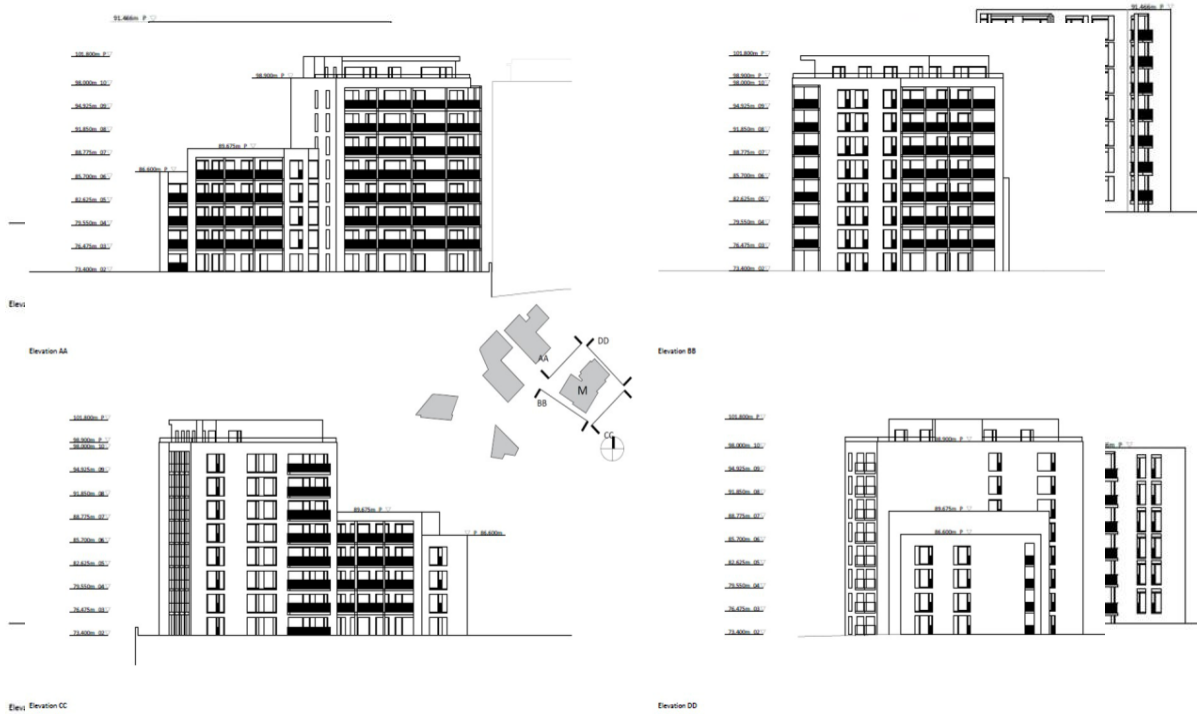 91.466m P
101.800m P
98.900m P
98.000m 10
94.925m 09
91.850m 08
89.675m P
88.775m 07
86.600m P
85.700m 06
82.625m 05
79.550m 04
76.475m 03
73.400m 02
Eleva
Elevation AA
91.466m P
101.800m P
98.900m P
98.000m 10
94.925m 09
91.850m 08
88.775m 07
85.700m 06
82.625m 05
79.550m 04
76.475m 03
73.400m 02
Elevation BB
AA
DD
M
BB
CC
101.800m P
98.900m P
98.000m 10
94.925m 09
91.850m 08
89.675m P
88.775m 07
P 86.600m
85.700m 06
82.625m 05
79.550m 04
76.475m 03
73.400m 02
Eleva
Elevation CC
101.800m P
98.900m P
98.000m 10
94.925m 09
91.850m 08
89.675m P
88.775m 07
86.600m P
85.700m 06
82.625m 05
79.550m 04
76.475m 03
73.400m 02
Elevation DD